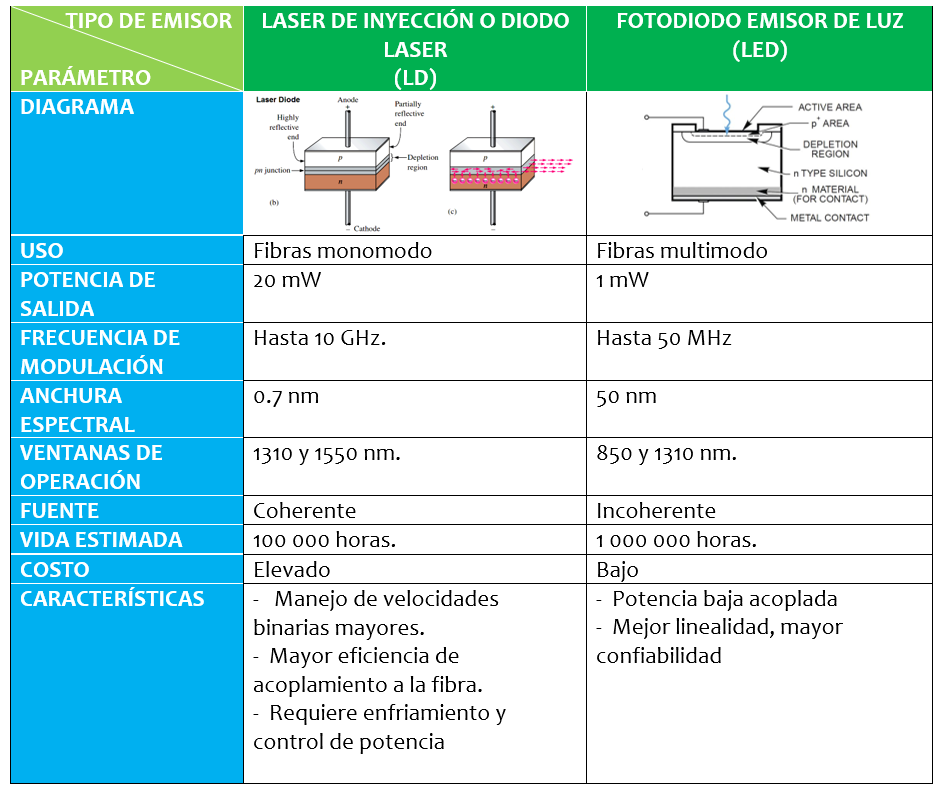 TIPO DE EMISOR
PARÁMETRO
LASER DE INYECCIÓN O DIODO
LASER
(LD)
FOTODIODO EMISOR DE LUZ
(LED)
DIAGRAMA
Laser Diode
Anode
Partially
reflective
end
Highly
reflective
end
p
Depletion
region
pn junction
n
(b)
Cathode
+
p
n
(c)
ACTIVE AREA
p+ AREA
DEPLETION
REGION
n TYPE SILICON
n MATERIAL
(FOR CONTACT)
METAL CONTACT
USO
Fibras monomodo
Fibras multimodo
POTENCIA DE
SALIDA
20 mW
1 mW
FRECUENCIA DE
MODULACIÓN
Hasta 10 GHz.
Hasta 50 MHz
ANCHURA
ESPECTRAL
0.7 nm
50 nm
VENTANAS DE
OPERACIÓN
1310 y 1550 nm.
850 y 1310 nm.
FUENTE
Coherente
Incoherente
VIDA ESTIMADA
100 000 horas.
1 000 000 horas.
COSTO
Elevado
Bajo
CARACTERÍSTICAS
- Manejo de velocidades
binarias mayores.
- Mayor eficiencia de
acoplamiento a la fibra.
- Requiere enfriamiento y
control de potencia
- Potencia baja acoplada
- Mejor linealidad, mayor
confiabilidad